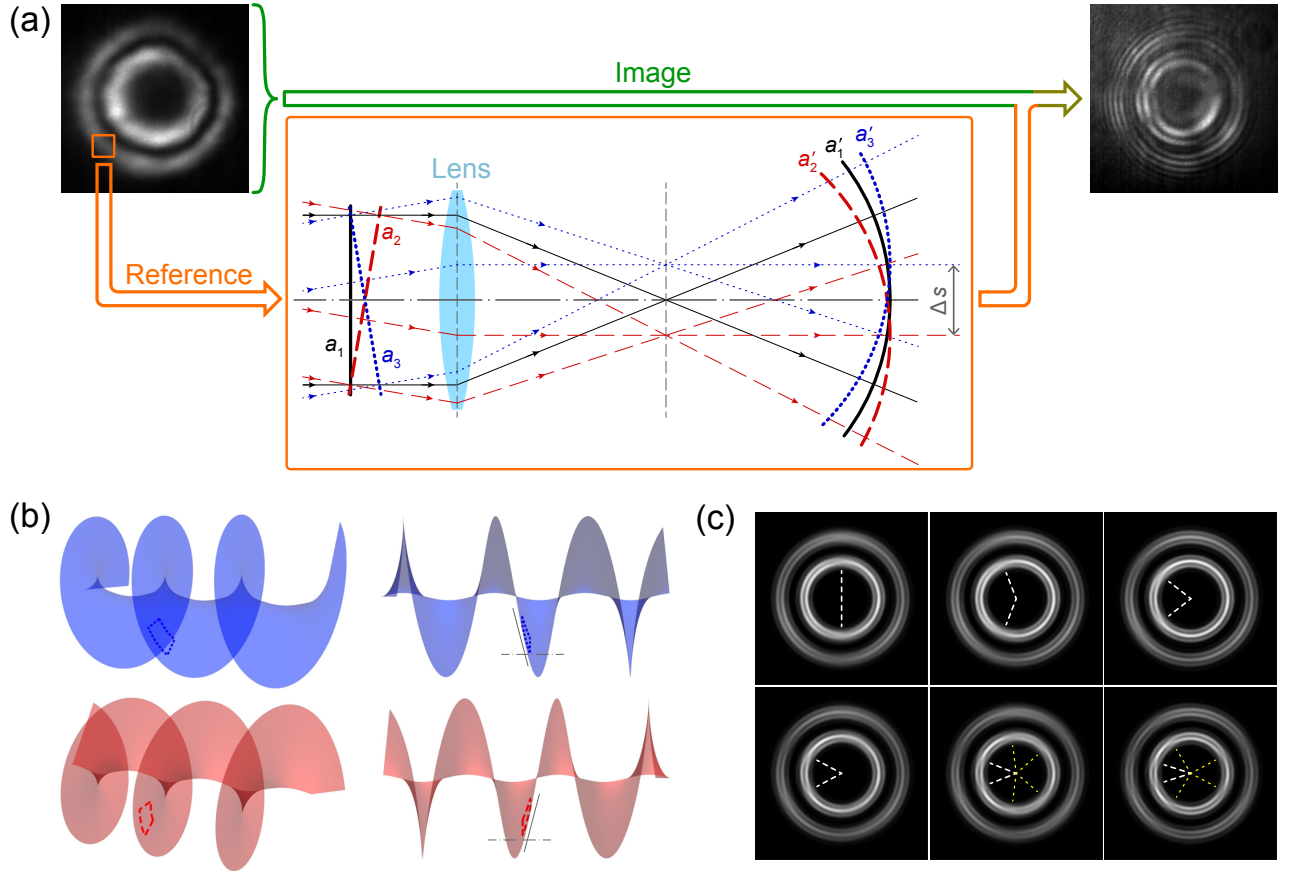 (a)
Image
Lens
a₂
Reference
a₁
a₃
a′₂
a′₁
a′₃
Δs
(b)
(c)